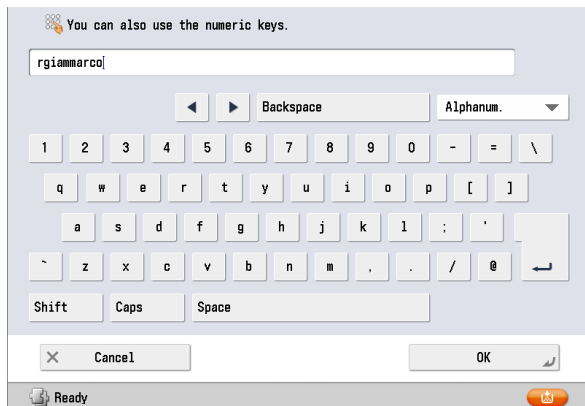 You can also use the numeric keys.
rgiammarco
Backspace Alphanum.
1 2 3 4 5 6 7 8 9 0 - = \
q w e r t y u i o p [ ]
a s d f g h j k l ; '
` z x c v b n m , . / @
Shift Caps Space
Cancel OK
Ready